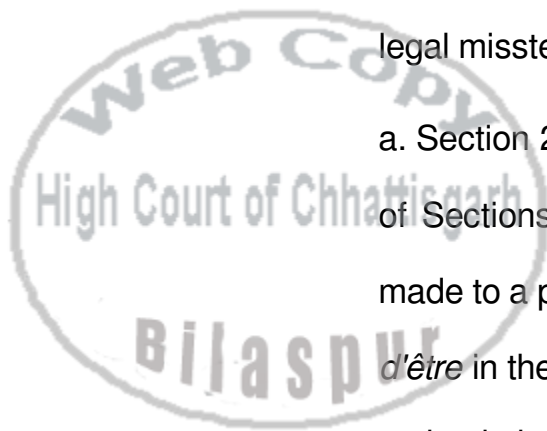 Web Copy
High Court of Chhattisgarh
Bilaspur
legal misste
a. Section 2
of Sections
made to a p
d'être in the